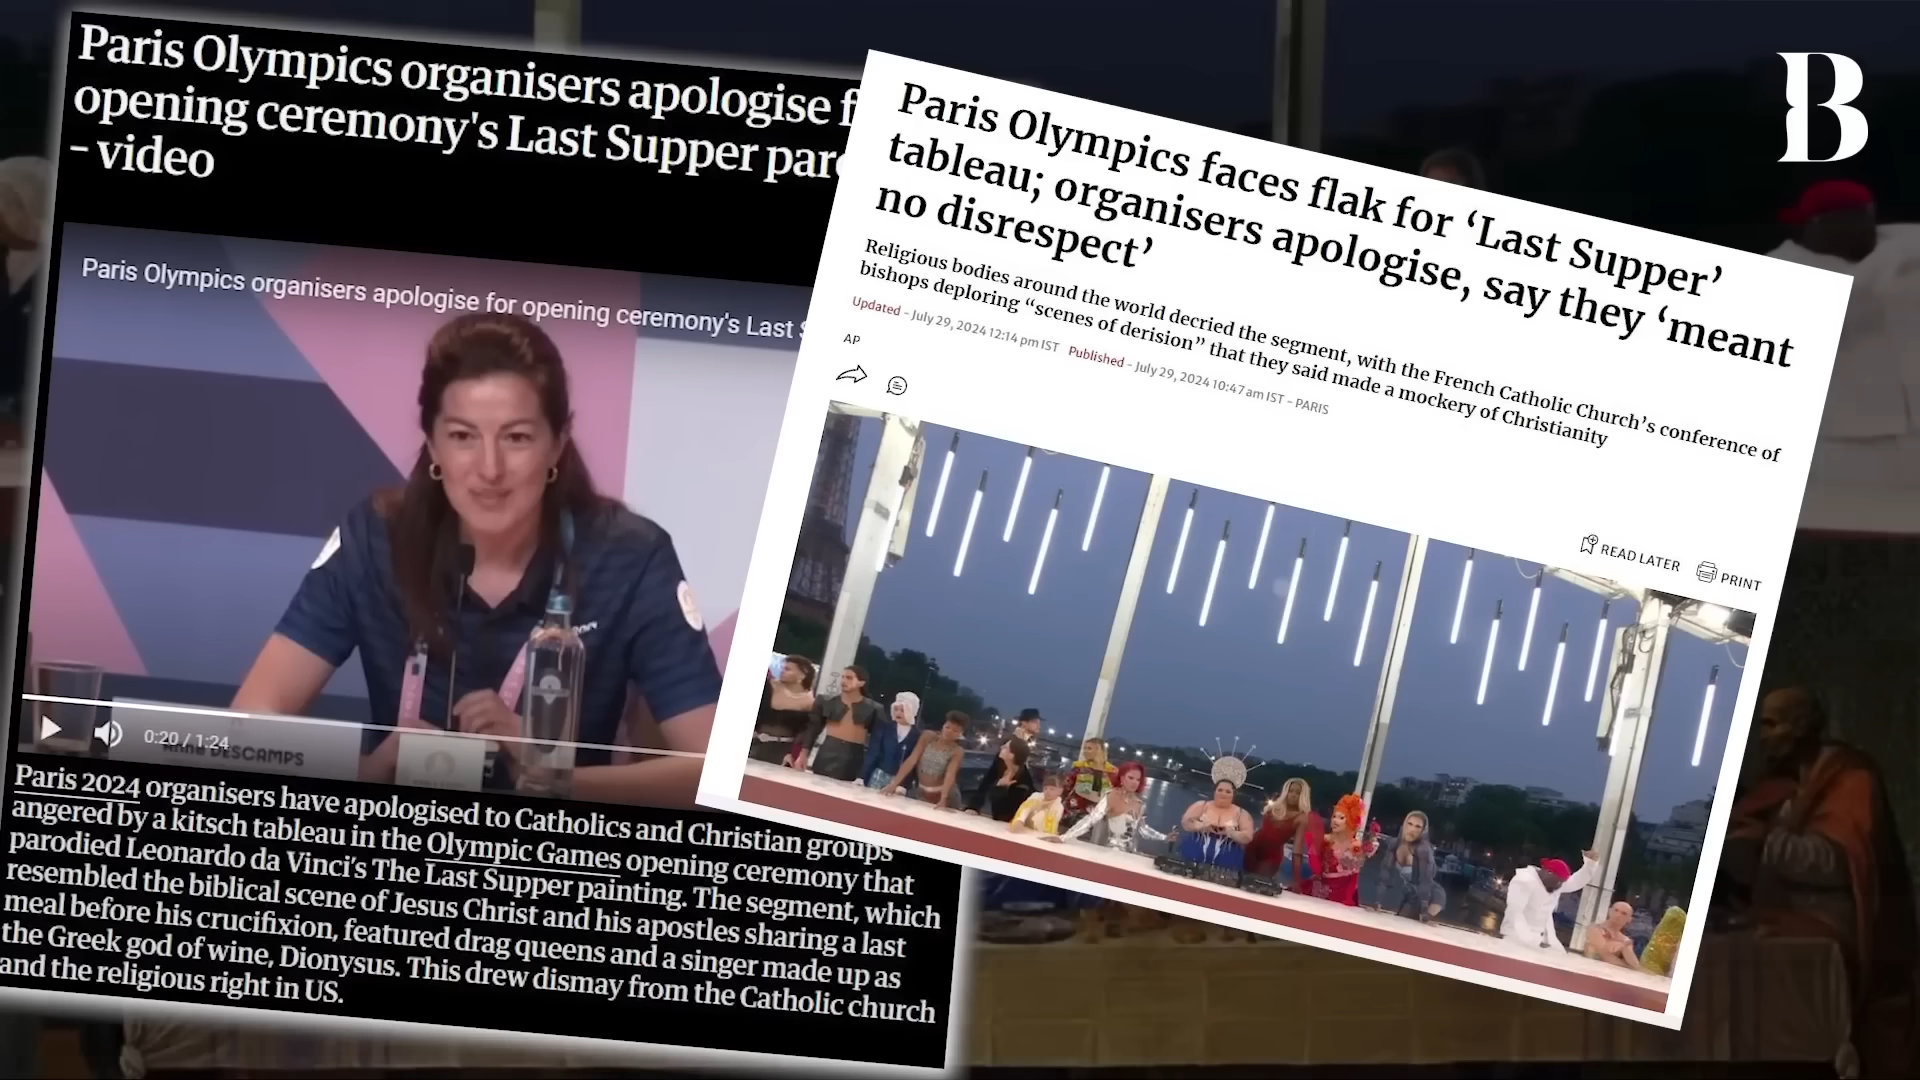 Paris Olympics organisers apologise f
opening ceremony's Last Supper par
– video
Paris Olympics organisers apologise for opening ceremony's Last S
0:20 / 1:24
Anne DESCAMPS
Paris 2024 organisers have apologised to Catholics and Christian groups
angered by a kitsch tableau in the Olympic Games opening ceremony that
parodied Leonardo da Vinci's The Last Supper painting. The segment, which
resembled the biblical scene of Jesus Christ and his apostles sharing a last
meal before his crucifixion, featured drag queens and a singer made up as
the Greek god of wine, Dionysus. This drew dismay from the Catholic church
and the religious right in US.
Paris Olympics faces flak for ‘Last Supper’
tableau; organisers apologise, say they ‘meant
no disrespect’
Religious bodies around the world decried the segment, with the French Catholic Church’s conference of
bishops deploring “scenes of derision” that they said made a mockery of Christianity
Updated - July 29, 2024 12:14 pm IST Published - July 29, 2024 10:47 am IST - PARIS
AP
READ LATER PRINT
B